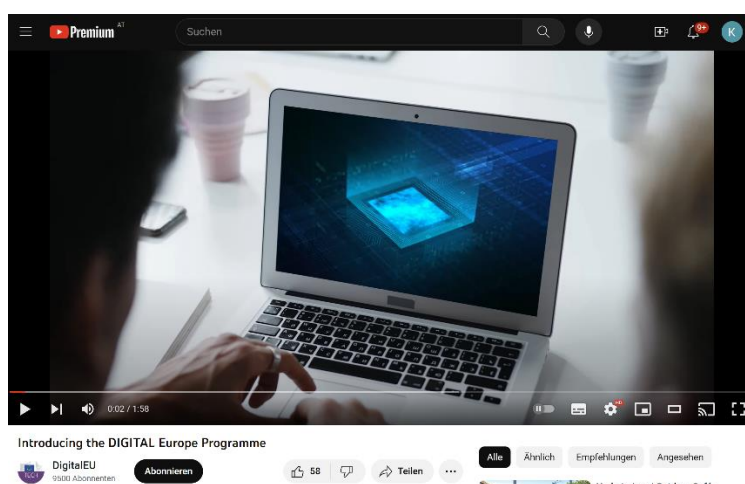 Premium AT
Suchen
9+
K
0:02 / 1:58
HD
Introducing the DIGITAL Europe Programme
DigitalEU
9500 Abonnenten
Abonnieren
58
Teilen
Alle
Ähnlich
Empfehlungen
Angesehen